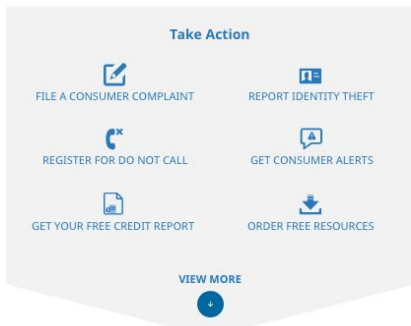 Take Action
FILE A CONSUMER COMPLAINT
REPORT IDENTITY THEFT
REGISTER FOR DO NOT CALL
GET CONSUMER ALERTS
GET YOUR FREE CREDIT REPORT
ORDER FREE RESOURCES
VIEW MORE